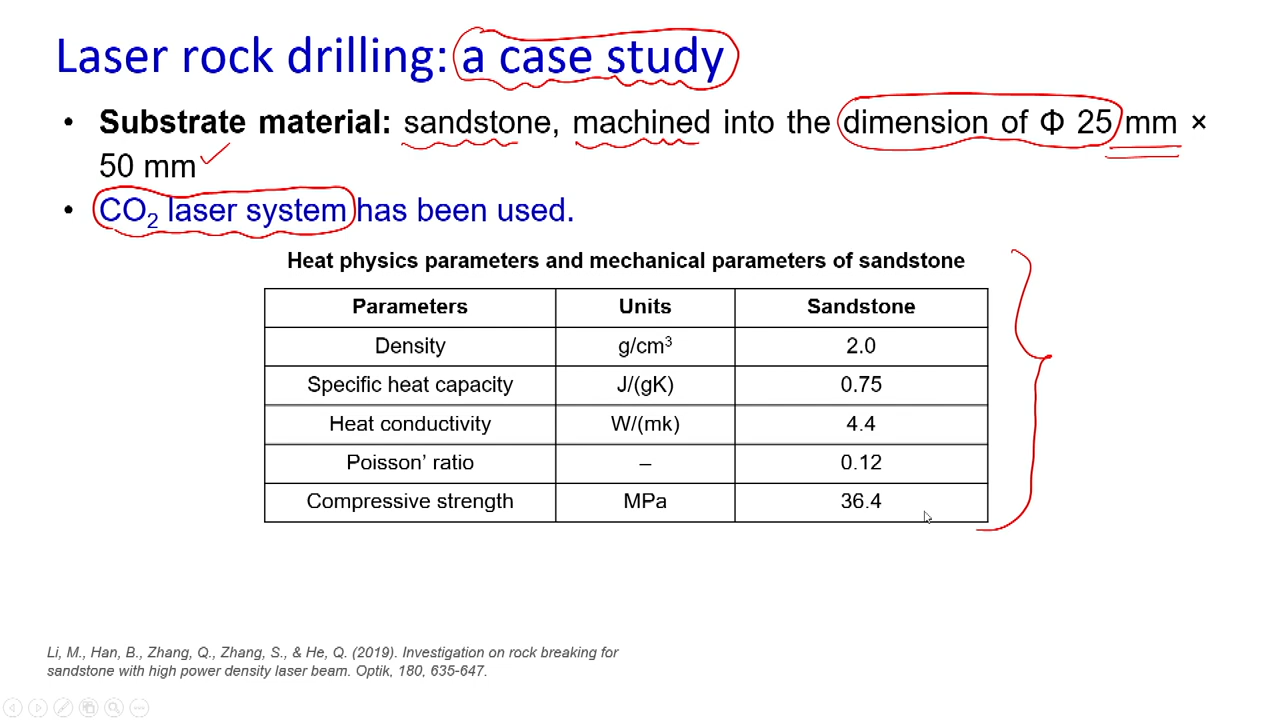 Laser rock drilling: a case study
• Substrate material: sandstone, machined into the dimension of Φ 25 mm ×
50 mm
• CO₂ laser system has been used.
Heat physics parameters and mechanical parameters of sandstone
Parameters Units Sandstone
Density g/cm³ 2.0
Specific heat capacity J/(gK) 0.75
Heat conductivity W/(mk) 4.4
Poisson’ ratio – 0.12
Compressive strength MPa 36.4
Li, M., Han, B., Zhang, Q., Zhang, S., & He, Q. (2019). Investigation on rock breaking for
sandstone with high power density laser beam. Optik, 180, 635-647.